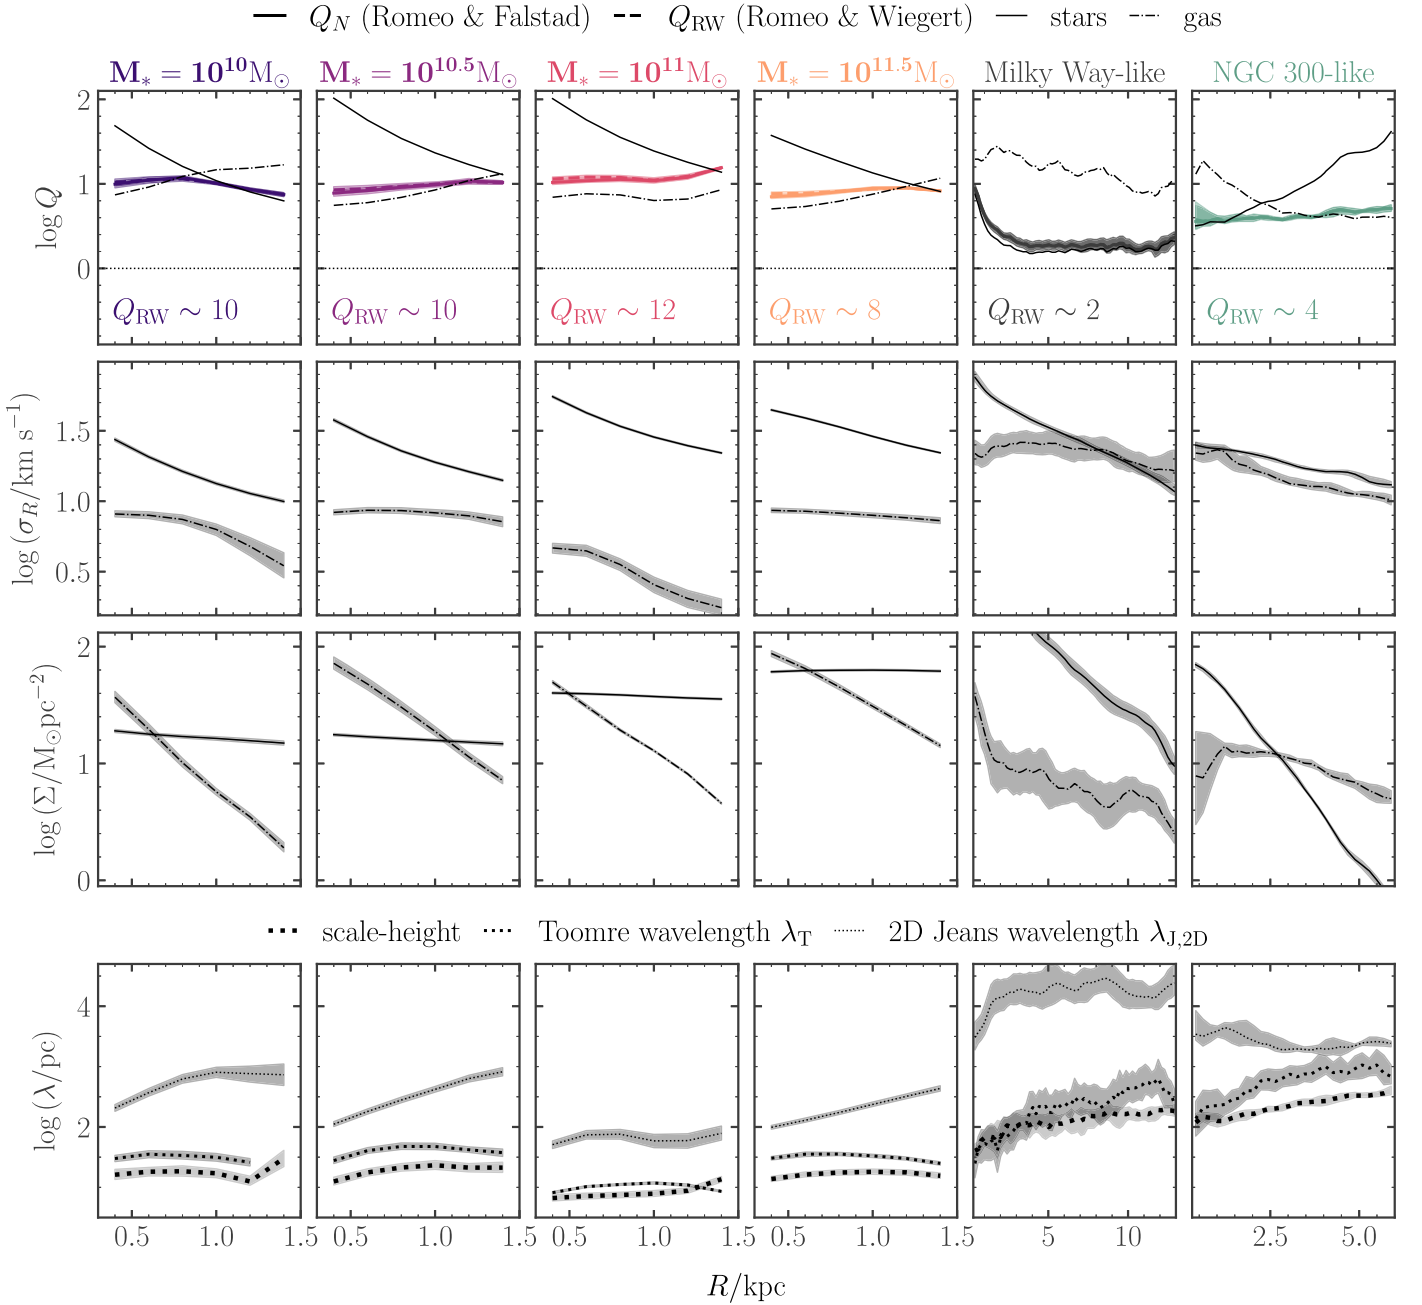 Q_N (Romeo & Falstad) Q_RW (Romeo & Wiegert) stars gas
M_* = 10^10 M_⊙ M_* = 10^10.5 M_⊙ M_* = 10^11 M_⊙ M_* = 10^11.5 M_⊙ Milky Way-like NGC 300-like
log Q
2
1
0
Q_RW ∼ 10 Q_RW ∼ 10 Q_RW ∼ 12 Q_RW ∼ 8 Q_RW ∼ 2 Q_RW ∼ 4
log (σ_R/km s^−1)
1.5
1.0
0.5
log (Σ/M_⊙pc^−2)
2
1
0
scale-height Toomre wavelength λ_T 2D Jeans wavelength λ_J,2D
log (λ/pc)
4
2
0.5 1.0 0.5 1.0 1.5 0.5 1.0 1.5 0.5 1.0 1.5 5 10 2.5 5.0
R/kpc